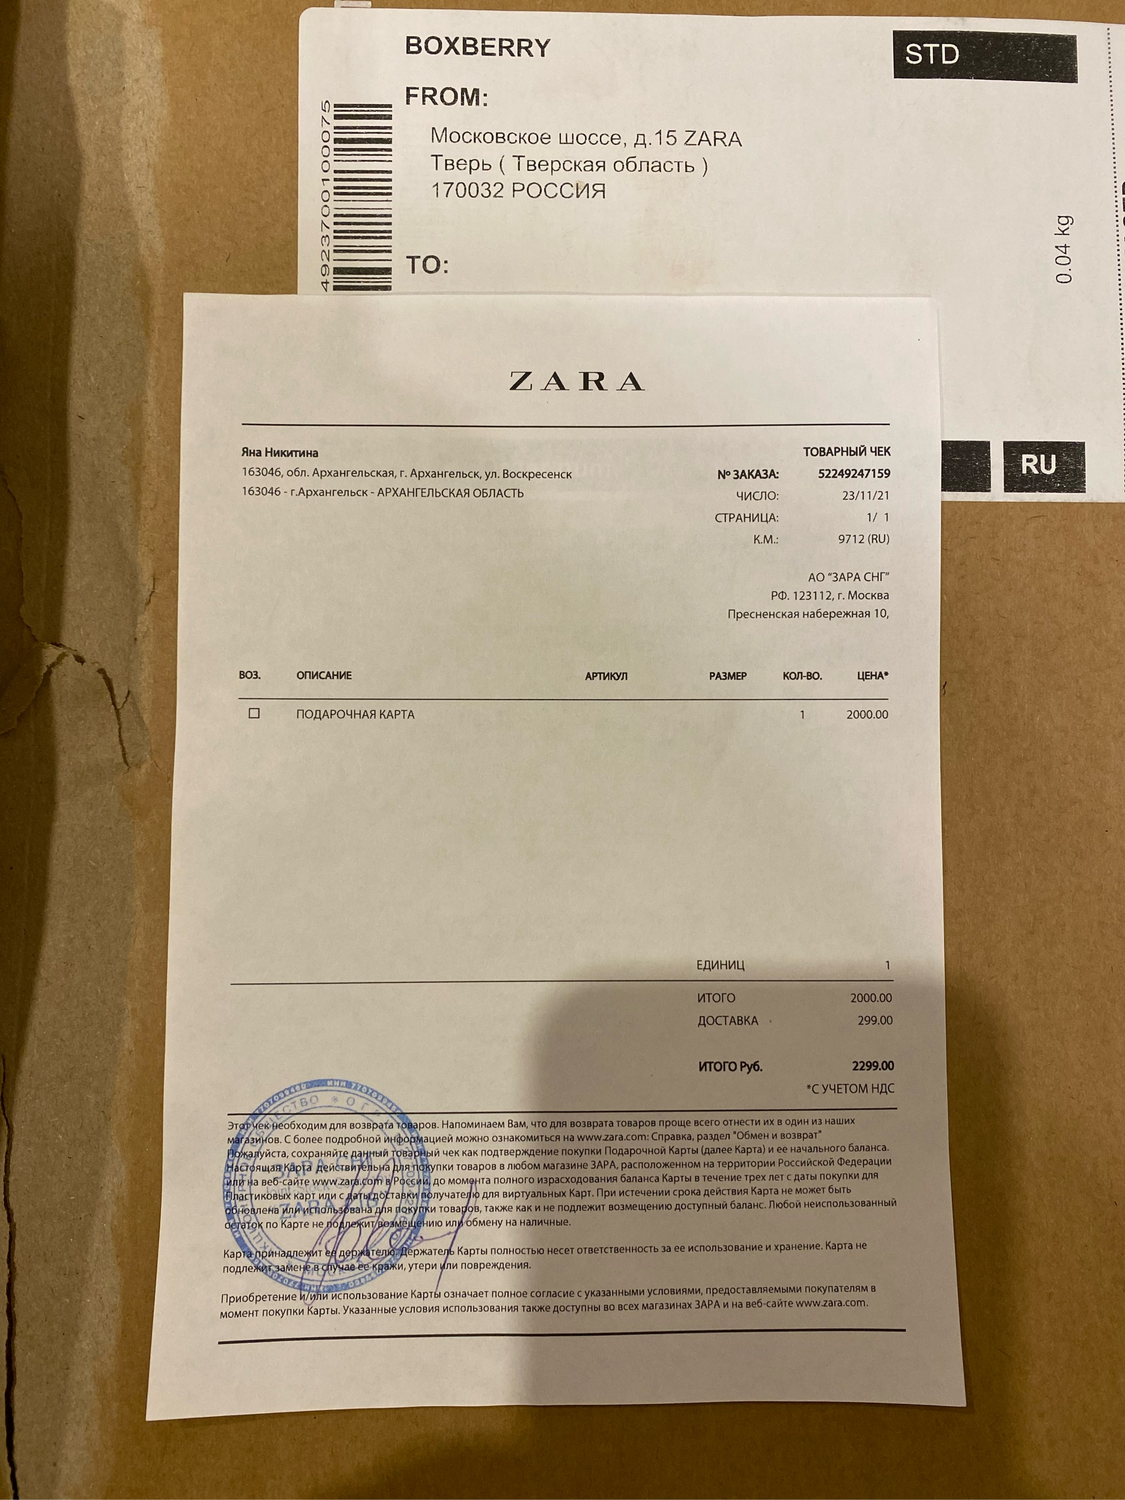 BOXBERRY
STD
FROM:
Московское шоссе, д.15 ZARA
Тверь ( Тверская область )
170032 РОССИЯ
TO:
492370010​0075
0.04 kg
RU
ZARA
Яна Никитина
163046, обл. Архангельская, г. Архангельск, ул. Воскресенск
163046 - г.Архангельск - АРХАНГЕЛЬСКАЯ ОБЛАСТЬ
ТОВАРНЫЙ ЧЕК
№ ЗАКАЗА: 52249247159
ЧИСЛО: 23/11/21
СТРАНИЦА: 1/ 1
К.М.: 9712 (RU)
АО "ЗАРА СНГ"
РФ. 123112, г. Москва
Пресненская набережная 10,
ВОЗ. ОПИСАНИЕ АРТИКУЛ РАЗМЕР КОЛ-ВО. ЦЕНА*
ПОДАРОЧНАЯ КАРТА 1 2000.00
ЕДИНИЦ 1
ИТОГО 2000.00
ДОСТАВКА 299.00
ИТОГО Руб. 2299.00
*С УЧЕТОМ НДС
Этот чек необходим для возврата товаров. Напоминаем Вам, что для возврата товаров проще всего отнести их в один из наших
магазинов. С более подробной информацией можно ознакомиться на www.zara.com: Справка, раздел "Обмен и возврат"
Пожалуйста, сохраняйте данный товарный чек как подтверждение покупки Подарочной Карты (далее Карта) и ее начального баланса.
Настоящая Карта действительна для покупки товаров в любом магазине ЗАРА, расположенном на территории Российской Федерации
или на веб-сайте www.zara.com в России, до момента полного израсходования баланса Карты в течение трех лет с даты покупки для
Пластиковых карт или с даты доставки получателю для виртуальных Карт. При истечении срока действия Карта не может быть
обновлена или использована для покупки товаров, также как и не подлежит возмещению доступный баланс. Любой неиспользованный
остаток по Карте не подлежит возмещению или обмену на наличные.
Карта принадлежит ее держателю. Держатель Карты полностью несет ответственность за ее использование и хранение. Карта не
подлежит замене в случае ее кражи, утери или повреждения.
Приобретение и/или использование Карты означает полное согласие с указанными условиями, предоставляемыми покупателям в
момент покупки Карты. Указанные условия использования также доступны во всех магазинах ЗАРА и на веб-сайте www.zara.com.
ЗАРА СНГ
ZARA CIS